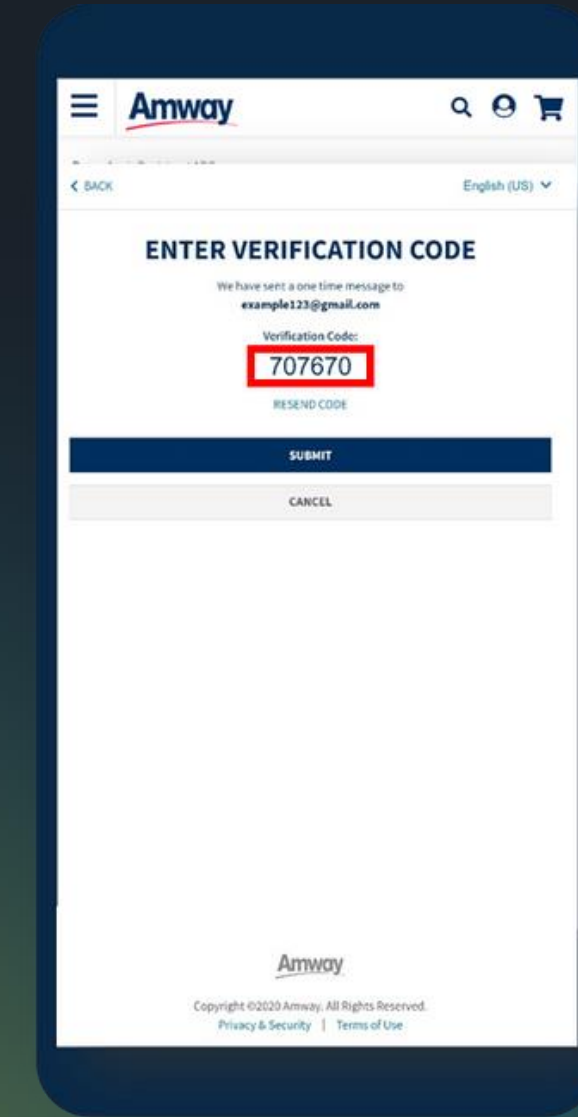 Amway
< BACK English (US)
ENTER VERIFICATION CODE
We have sent a one time message to
example123@gmail.com
Verification Code:
707670
RESEND CODE
SUBMIT
CANCEL
Amway
Copyright ©2020 Amway. All Rights Reserved.
Privacy & Security | Terms of Use